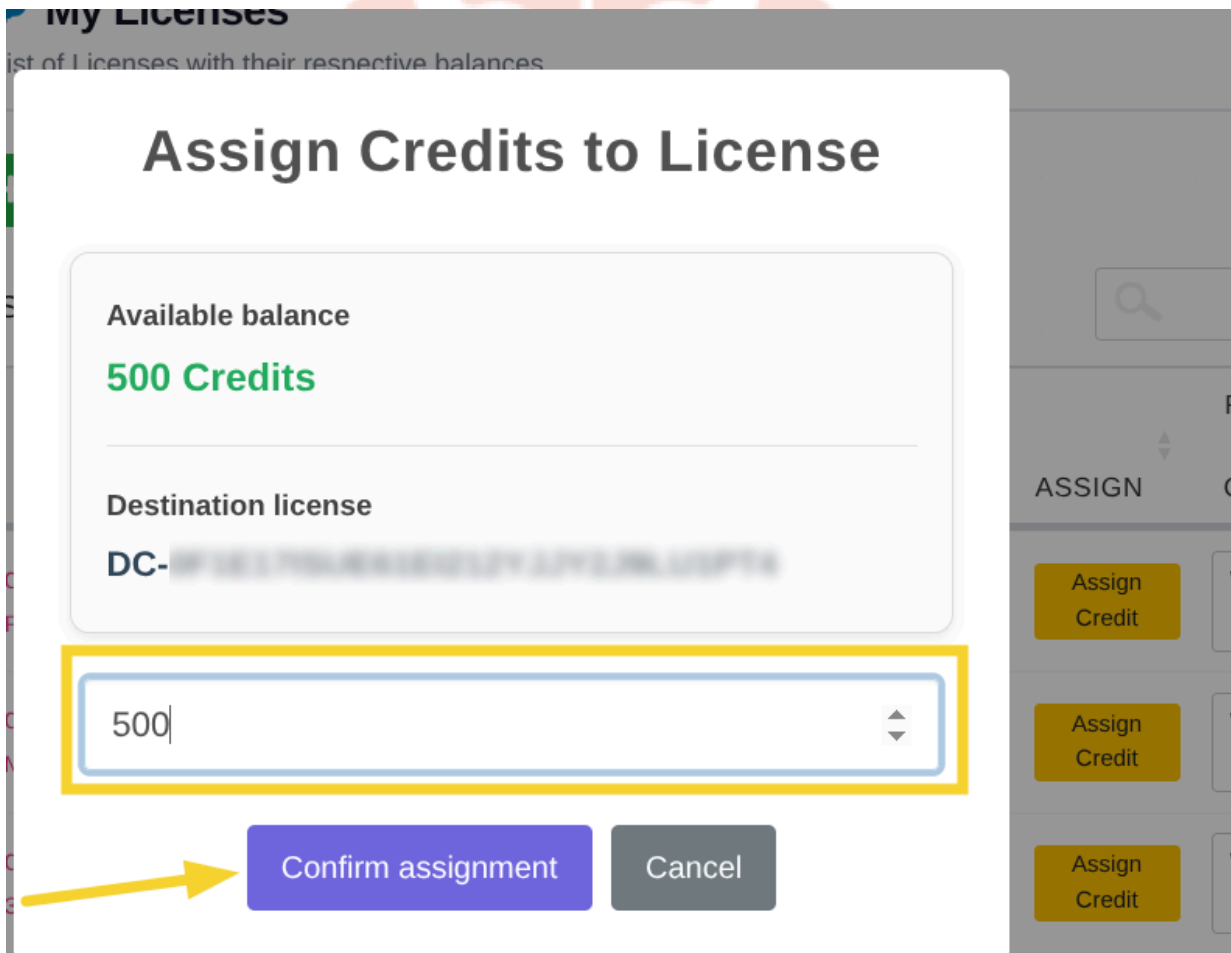 My Licenses
ist of Licenses with their respective balances
Assign Credits to License
Available balance
500 Credits
Destination license
DC-
500
Confirm assignment
Cancel
ASSIGN
Assign
Credit
Assign
Credit
Assign
Credit